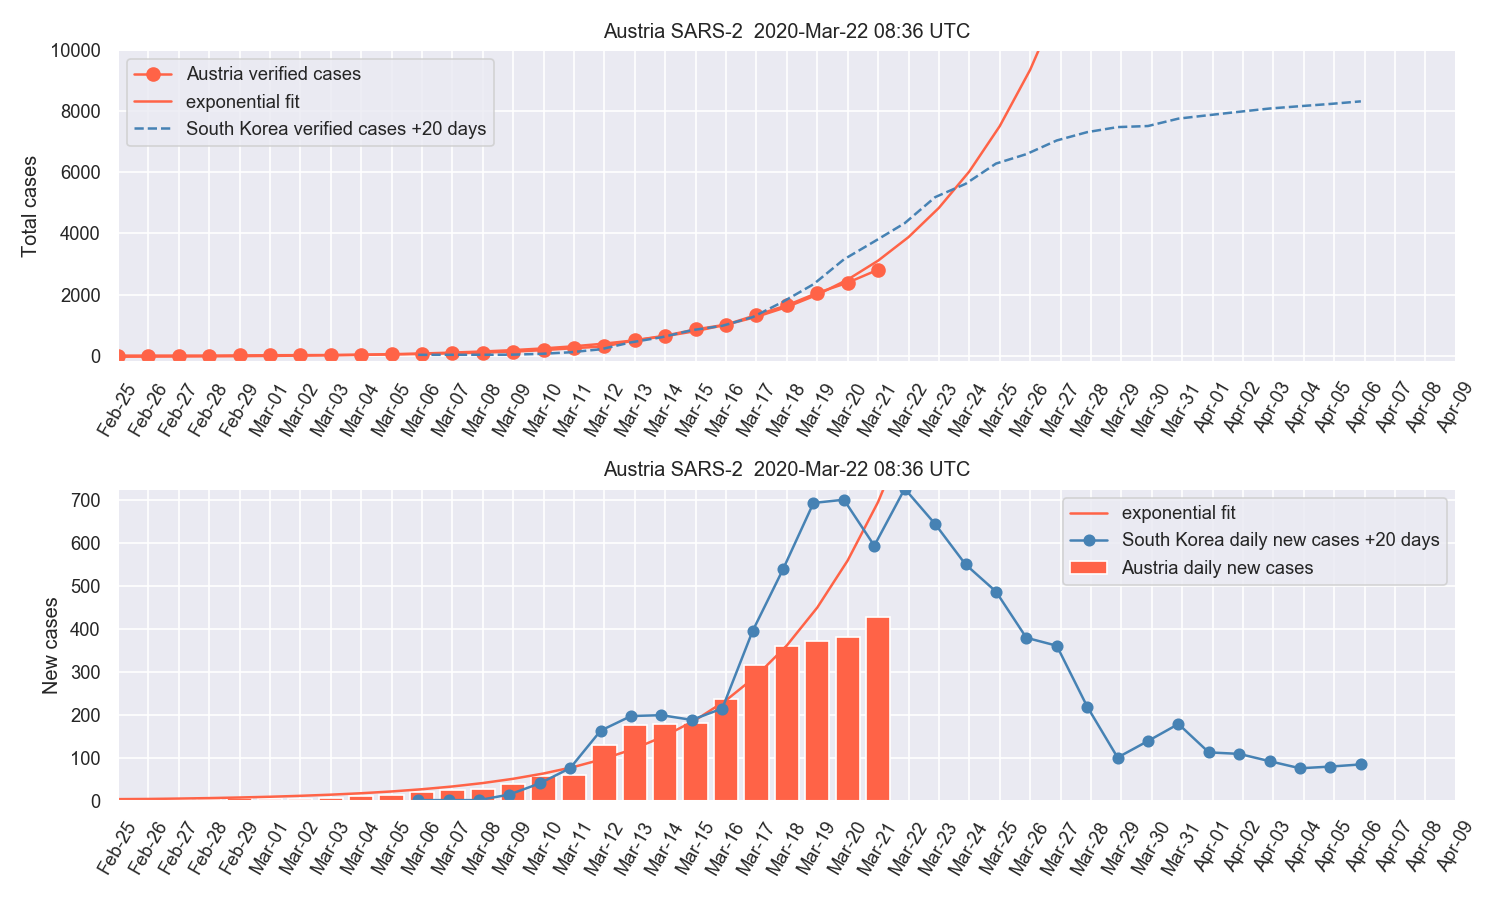 Austria SARS-2  2020-Mar-22 08:36 UTC
Total cases
10000
8000
6000
4000
2000
0
Austria verified cases
exponential fit
South Korea verified cases +20 days
Feb-25 Feb-26 Feb-27 Feb-28 Feb-29 Mar-01 Mar-02 Mar-03 Mar-04 Mar-05 Mar-06 Mar-07 Mar-08 Mar-09 Mar-10 Mar-11 Mar-12 Mar-13 Mar-14 Mar-15 Mar-16 Mar-17 Mar-18 Mar-19 Mar-20 Mar-21 Mar-22 Mar-23 Mar-24 Mar-25 Mar-26 Mar-27 Mar-28 Mar-29 Mar-30 Mar-31 Apr-01 Apr-02 Apr-03 Apr-04 Apr-05 Apr-06 Apr-07 Apr-08 Apr-09
Austria SARS-2  2020-Mar-22 08:36 UTC
New cases
700
600
500
400
300
200
100
0
exponential fit
South Korea daily new cases +20 days
Austria daily new cases
Feb-25 Feb-26 Feb-27 Feb-28 Feb-29 Mar-01 Mar-02 Mar-03 Mar-04 Mar-05 Mar-06 Mar-07 Mar-08 Mar-09 Mar-10 Mar-11 Mar-12 Mar-13 Mar-14 Mar-15 Mar-16 Mar-17 Mar-18 Mar-19 Mar-20 Mar-21 Mar-22 Mar-23 Mar-24 Mar-25 Mar-26 Mar-27 Mar-28 Mar-29 Mar-30 Mar-31 Apr-01 Apr-02 Apr-03 Apr-04 Apr-05 Apr-06 Apr-07 Apr-08 Apr-09